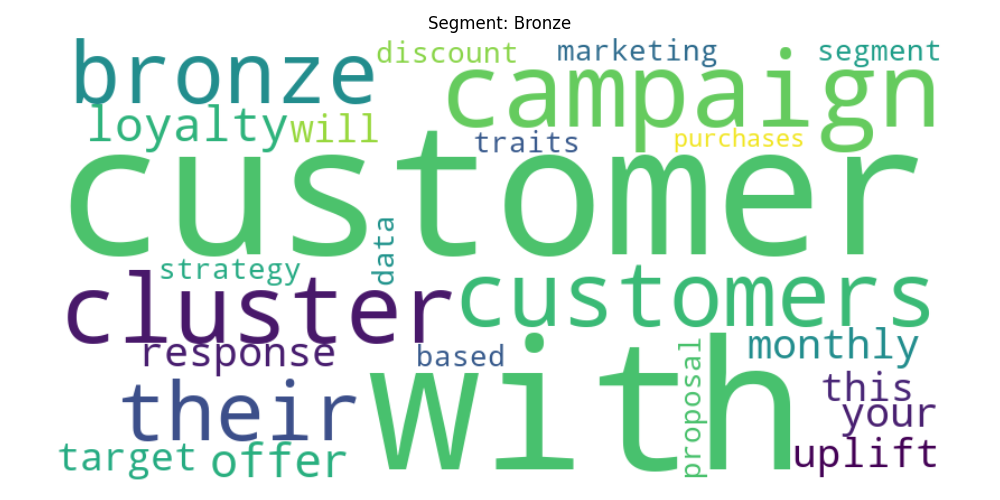 Segment: Bronze
bronze
discount
marketing
segment
campaign
loyalty
will
traits
purchases
customer
data
strategy
cluster
customers
response
based
monthly
their
with
proposal
this
your
target
offer
uplift